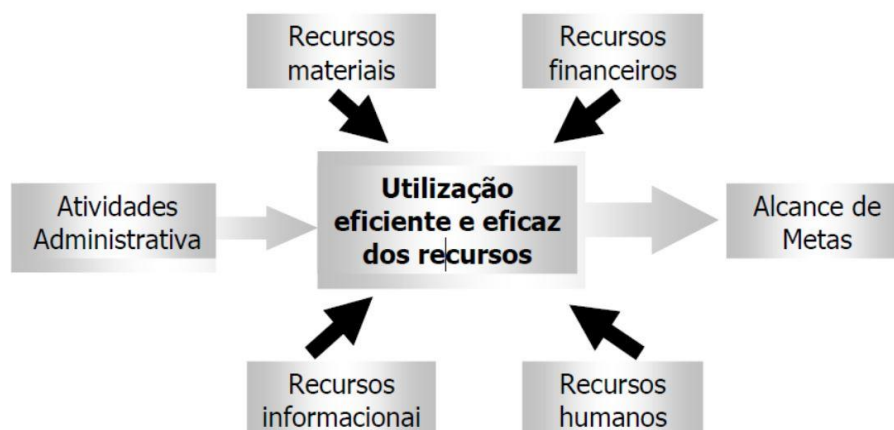 Recursos
materiais
Recursos
financeiros
Atividades
Administrativa
Utilização
eficiente e eficaz
dos recursos
Alcance de
Metas
Recursos
informacionai
Recursos
humanos